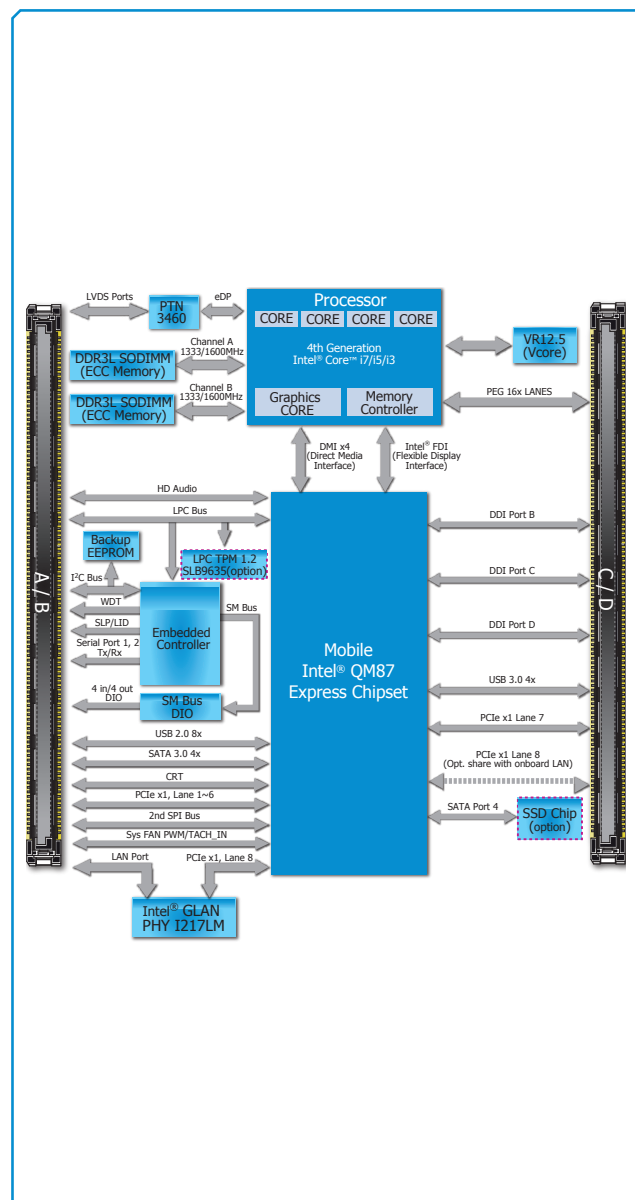 LVDS Ports
PTN
3460
eDP
Processor
CORE CORE CORE CORE
4th Generation
Intel® Core™ i7/i5/i3
Graphics
CORE
Memory
Controller
VR12.5
(Vcore)
DDR3L SODIMM
(ECC Memory)
Channel A
1333/1600MHz
DDR3L SODIMM
(ECC Memory)
Channel B
1333/1600MHz
PEG 16x LANES
DMI x4
(Direct Media
Interface)
Intel® FDI
(Flexible Display
Interface)
A / B
C / D
HD Audio
LPC Bus
Backup
EEPROM
LPC TPM 1.2
SLB9635(option)
I²C Bus
WDT
SLP/LID
Serial Port 1, 2
Tx/Rx
Embedded
Controller
SM Bus
4 in/4 out
DIO
SM Bus
DIO
Mobile
Intel® QM87
Express Chipset
USB 2.0 8x
SATA 3.0 4x
CRT
PCIe x1, Lane 1~6
2nd SPI Bus
Sys FAN PWM/TACH_IN
LAN Port
PCIe x1, Lane 8
Intel® GLAN
PHY I217LM
DDI Port B
DDI Port C
DDI Port D
USB 3.0 4x
PCIe x1 Lane 7
PCIe x1 Lane 8
(Opt. share with onboard LAN)
SATA Port 4
SSD Chip
(option)